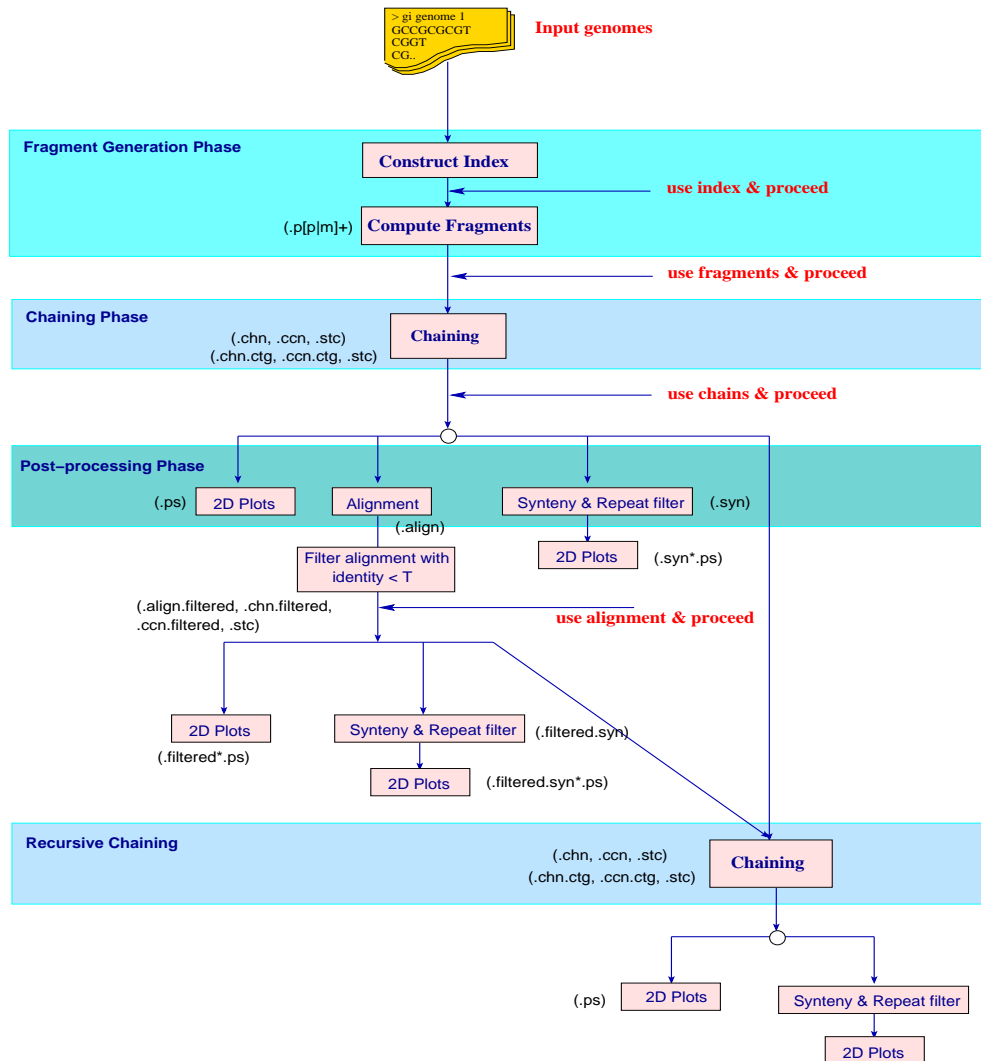 > gi genome 1
GCCGCGCGT
CGGT
CG..
Input genomes
Fragment Generation Phase
Construct Index
use index & proceed
(.p[p|m]+)
Compute Fragments
use fragments & proceed
Chaining Phase
Chaining
(.chn, .ccn, .stc)
(.chn.ctg, .ccn.ctg, .stc)
use chains & proceed
Post−processing Phase
(.ps)
2D Plots
Alignment
Synteny & Repeat filter
(.syn)
(.align)
Filter alignment with
identity < T
2D Plots
(.syn*.ps)
(.align.filtered, .chn.filtered,
.ccn.filtered, .stc)
use alignment & proceed
2D Plots
(.filtered*.ps)
Synteny & Repeat filter
(.filtered.syn)
2D Plots
(.filtered.syn*.ps)
Recursive Chaining
(.chn, .ccn, .stc)
(.chn.ctg, .ccn.ctg, .stc)
Chaining
(.ps)
2D Plots
Synteny & Repeat filter
2D Plots